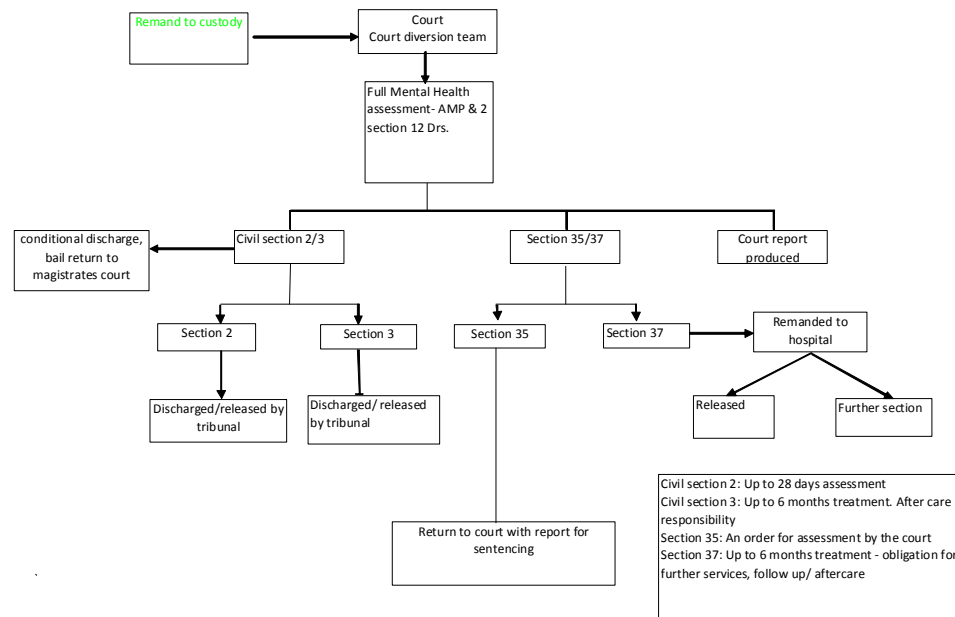 Remand to custody
Court
Court diversion team
Full Mental Health
assessment- AMP & 2
section 12 Drs.
conditional discharge,
bail return to
magistrates court
Civil section 2/3
Section 35/37
Court report
produced
Section 2
Section 3
Section 35
Section 37
Remanded to
hospital
Discharged/released by
tribunal
Discharged/ released
by tribunal
Released
Further section
Return to court with report for
sentencing
Civil section 2: Up to 28 days assessment
Civil section 3: Up to 6 months treatment. After care
responsibility
Section 35: An order for assessment by the court
Section 37: Up to 6 months treatment - obligation for
further services, follow up/ aftercare